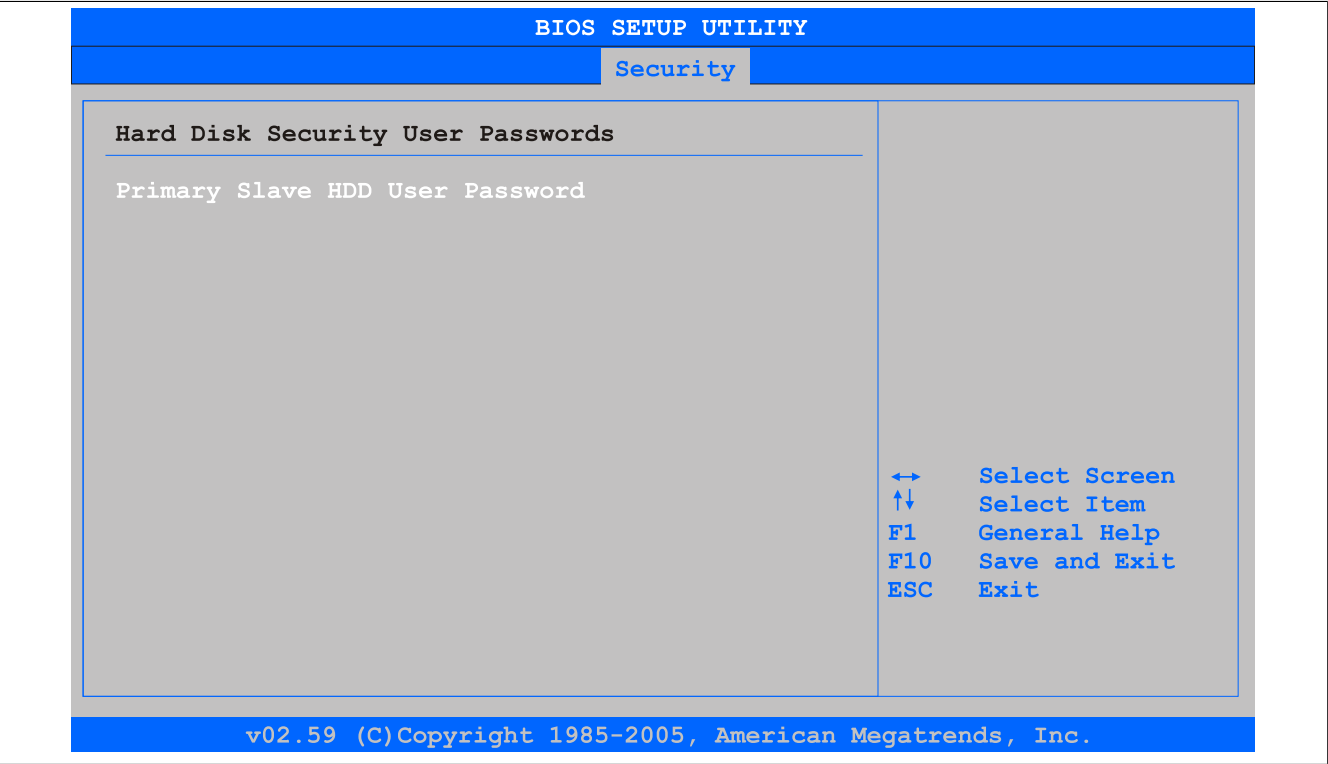 BIOS SETUP UTILITY
Security
Hard Disk Security User Passwords
Primary Slave HDD User Password
↔ Select Screen
↑↓ Select Item
F1 General Help
F10 Save and Exit
ESC Exit
v02.59 (C)Copyright 1985-2005, American Megatrends, Inc.